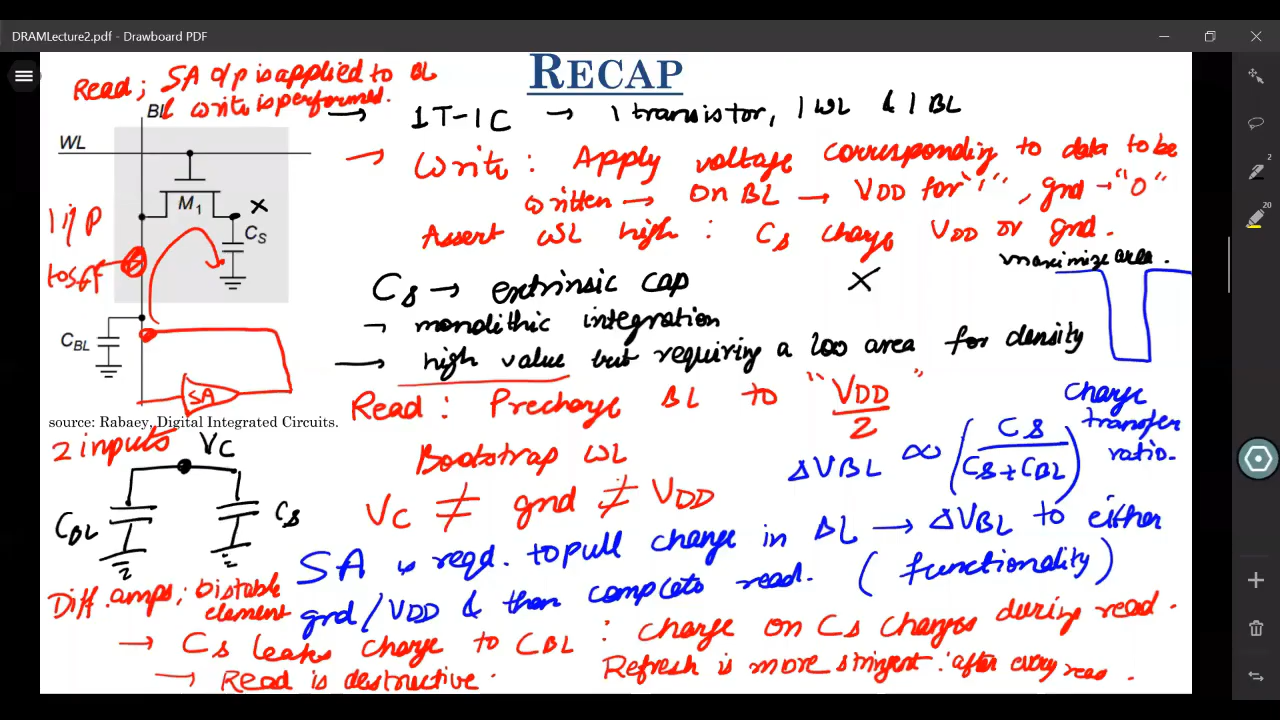 DRAMLecture2.pdf - Drawboard PDF
RECAP
Read; SA o/p is applied to BL
& write is performed.
→ 1T-1C → 1 transistor, 1 WL & 1 BL
BL
WL
→ Write : Apply voltage corresponding to data to be
written → on BL → VDD for "1", gnd → "0"
M1
X
1 i/p
Assert WL high : Cs charge VDD or gnd.
CS
maximize area.
to
Cs → extrinsic cap
X
→ monolithic integration
CBL
→ high value but requiring a area for density
SA
Read : Precharge BL to "VDD/2"
charge
transfer
ratio.
source: Rabaey, Digital Integrated Circuits.
2 inputs
VC
Bootstrap WL
ΔVBL ∝ (CS/(CS+CBL))
CBL
Cs
VC ≠ gnd ≠ VDD
SA is reqd. to pull change in BL → ΔVBL to either
gnd/VDD & then complete read. (functionality)
Diff. amps; Bistable
element
→ Cs leaks charge to CBL : charge on Cs changes during read.
→ Read is destructive.
Refresh is more stringent : after every read.
2
20